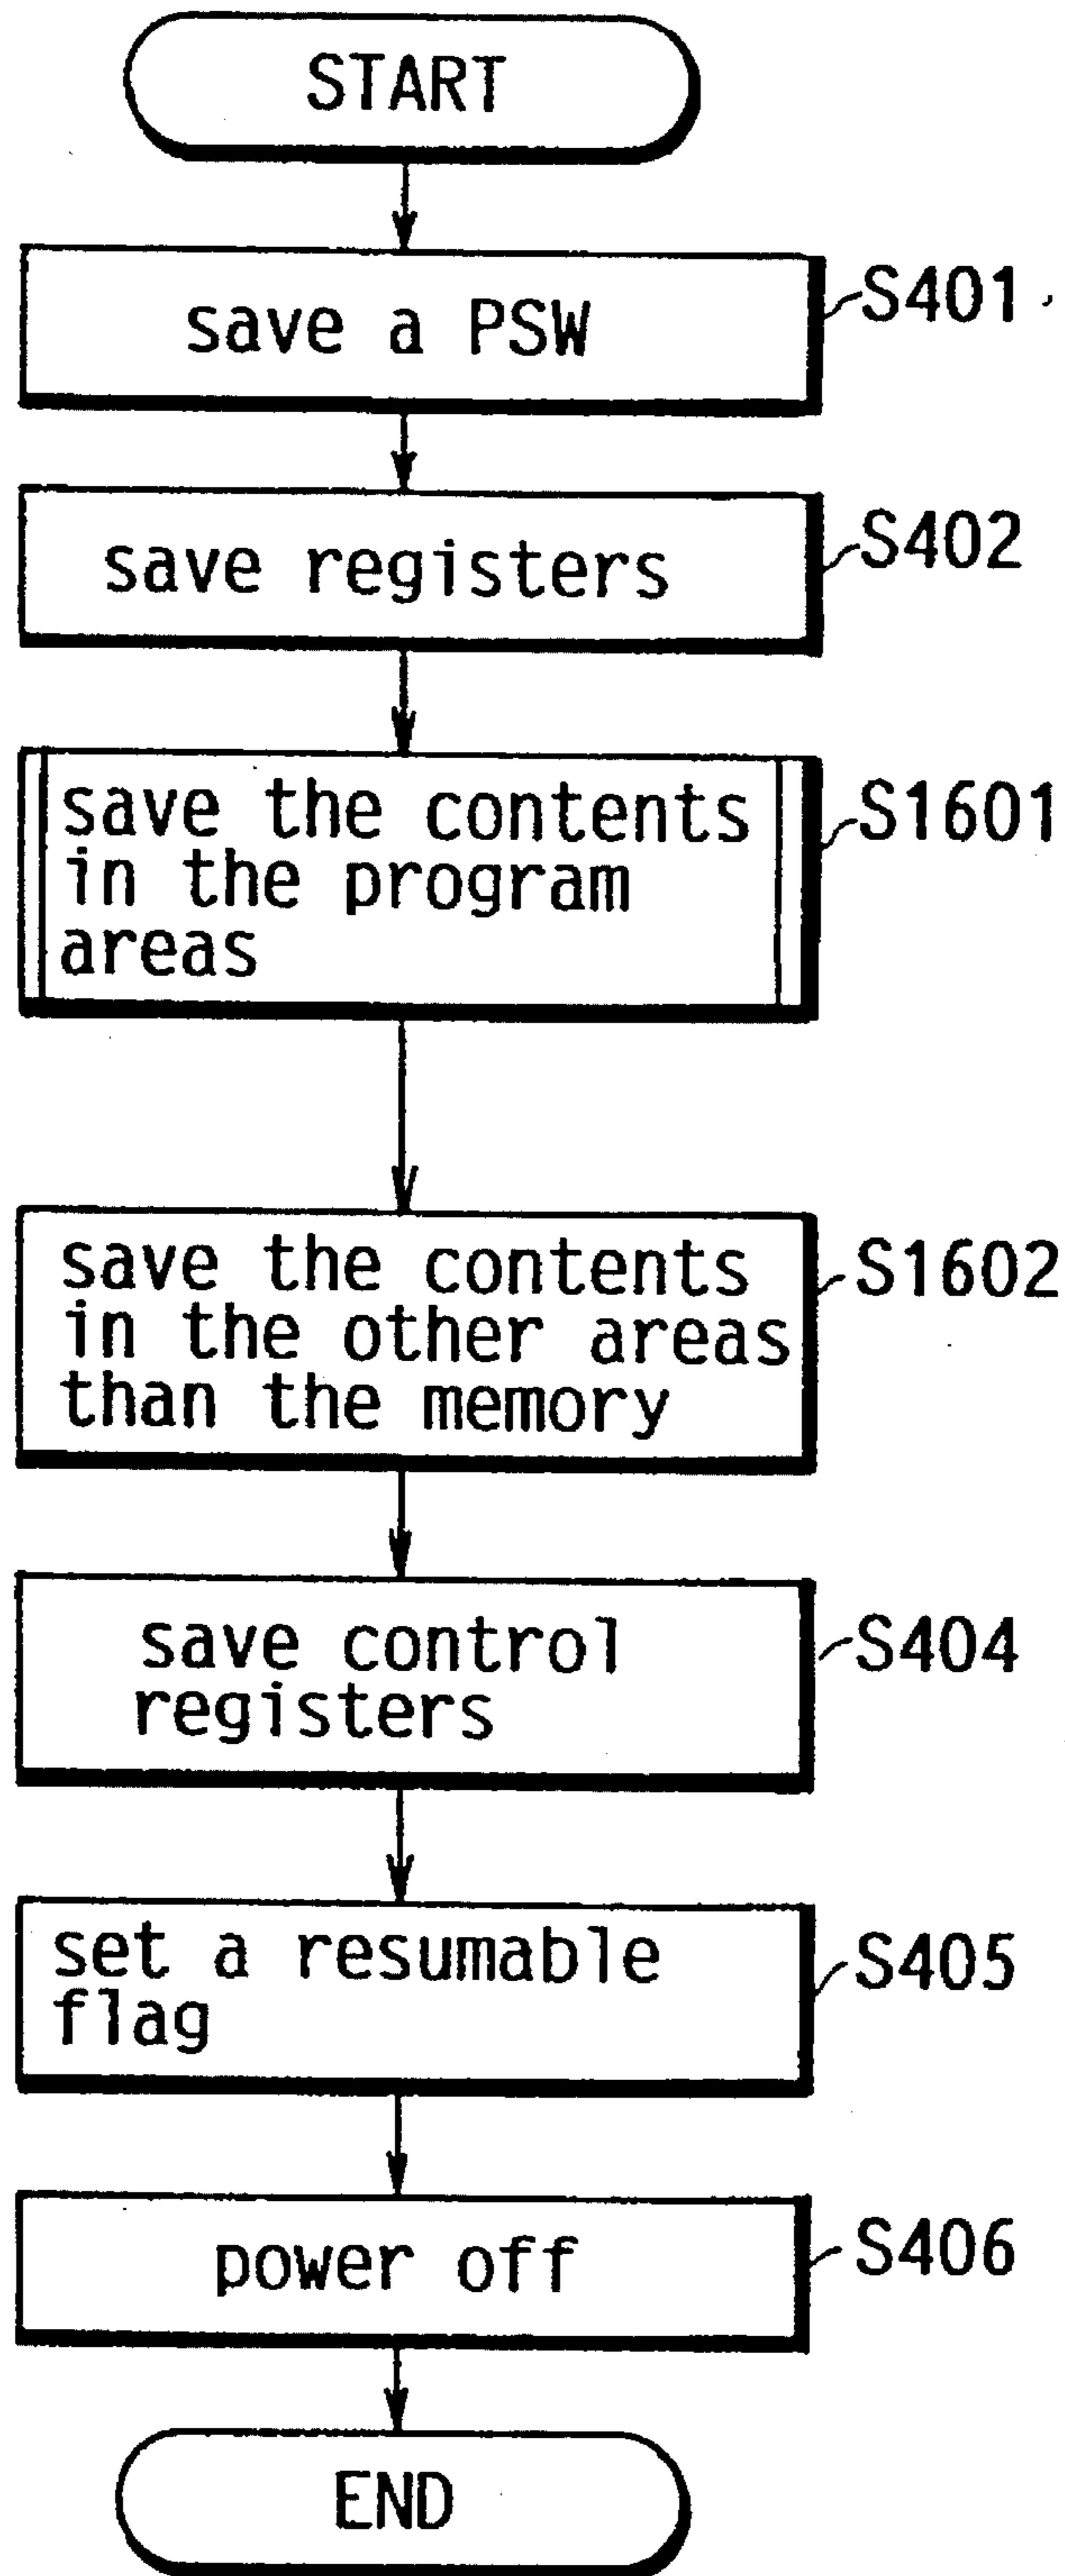 START
save a PSW
S401
save registers
S402
save the contents
in the program
areas
S1601
save the contents
in the other areas
than the memory
S1602
save control
registers
S404
set a resumable
flag
S405
power off
S406
END